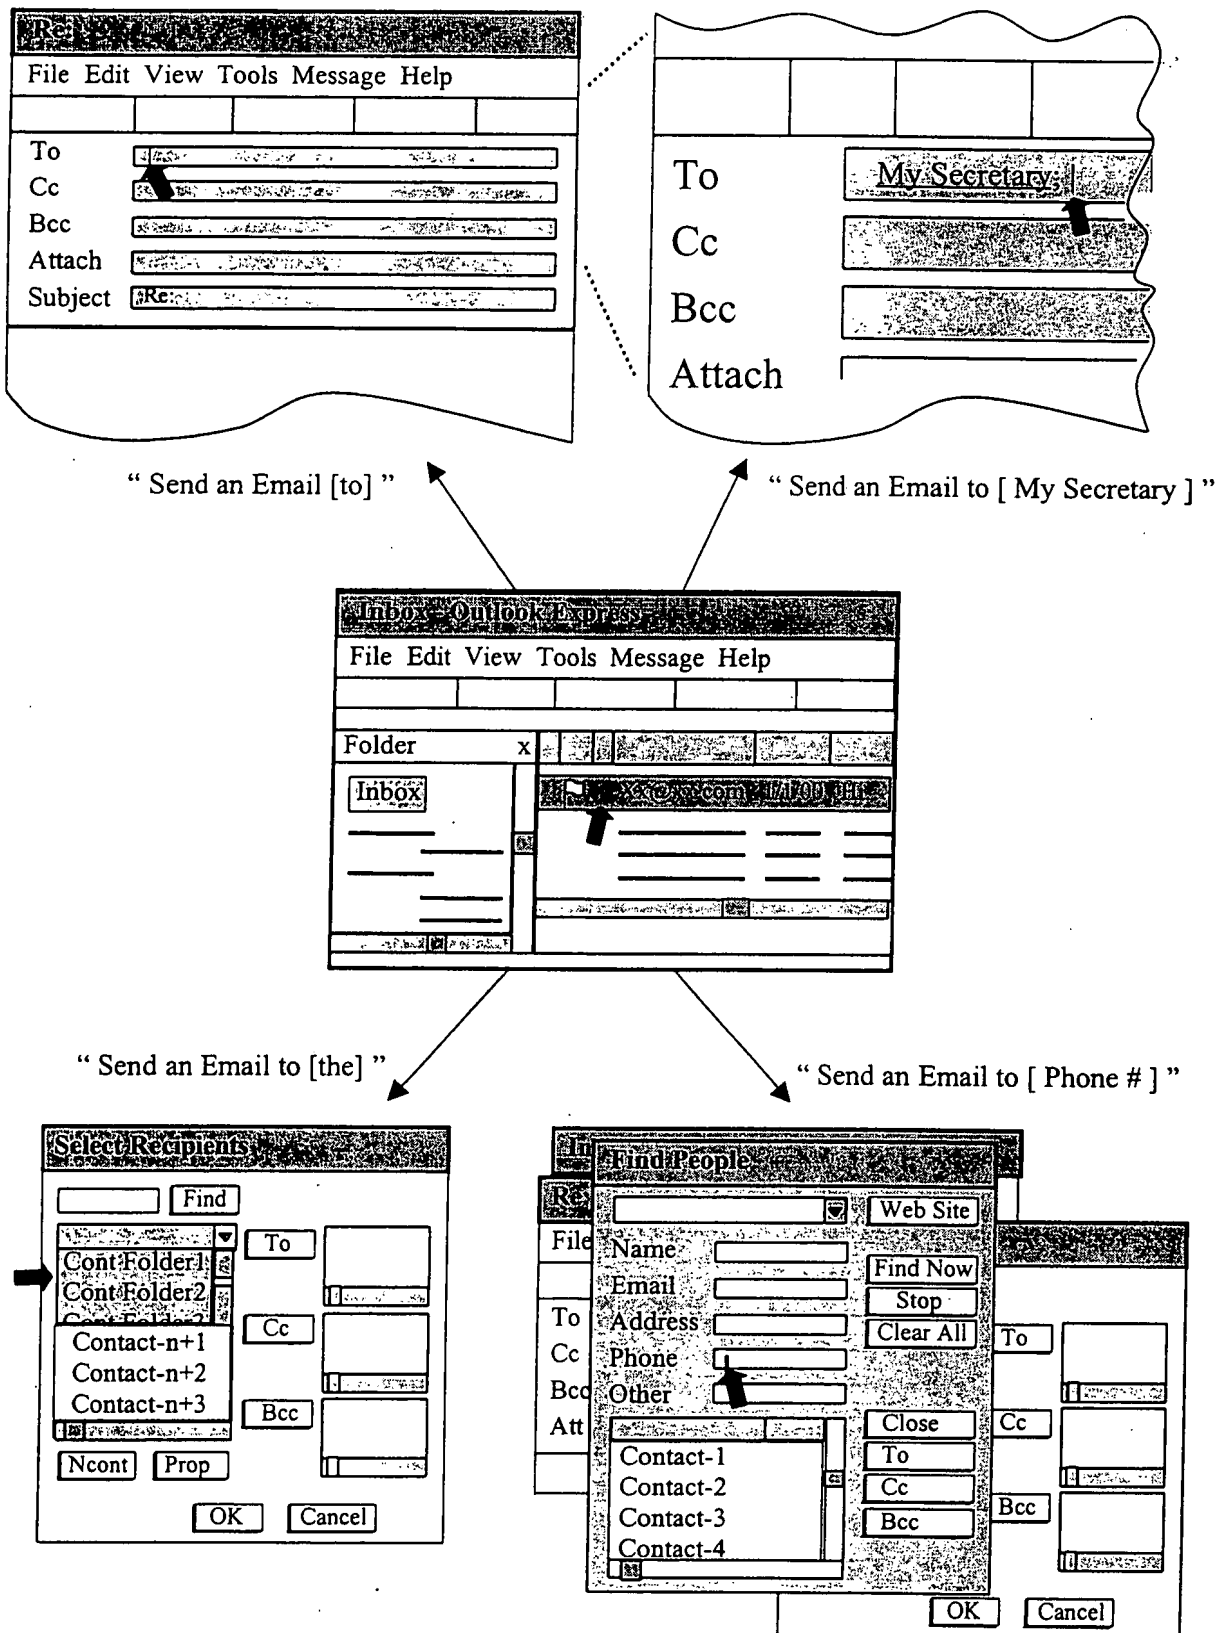 Re:
File Edit View Tools Message Help
To
Cc
Bcc
Attach
Subject Re:
To My Secretary;
Cc
Bcc
Attach
“ Send an Email [to] ”
“ Send an Email to [ My Secretary ] ”
Inbox - Outlook Express
File Edit View Tools Message Help
Folder x
Inbox
“ Send an Email to [the] ”
“ Send an Email to [ Phone # ] ”
Select Recipients
Find
Cont Folder1
Cont Folder2
To
Contact-n+1
Contact-n+2
Contact-n+3
Cc
Bcc
Ncont Prop
OK Cancel
In
Re
File
To
Cc
Bcc
Att
Find People
Web Site
Name
Email
Address
Phone
Other
Find Now
Stop
Clear All
Contact-1
Contact-2
Contact-3
Contact-4
Close
To
Cc
Bcc
To
Cc
Bcc
OK Cancel